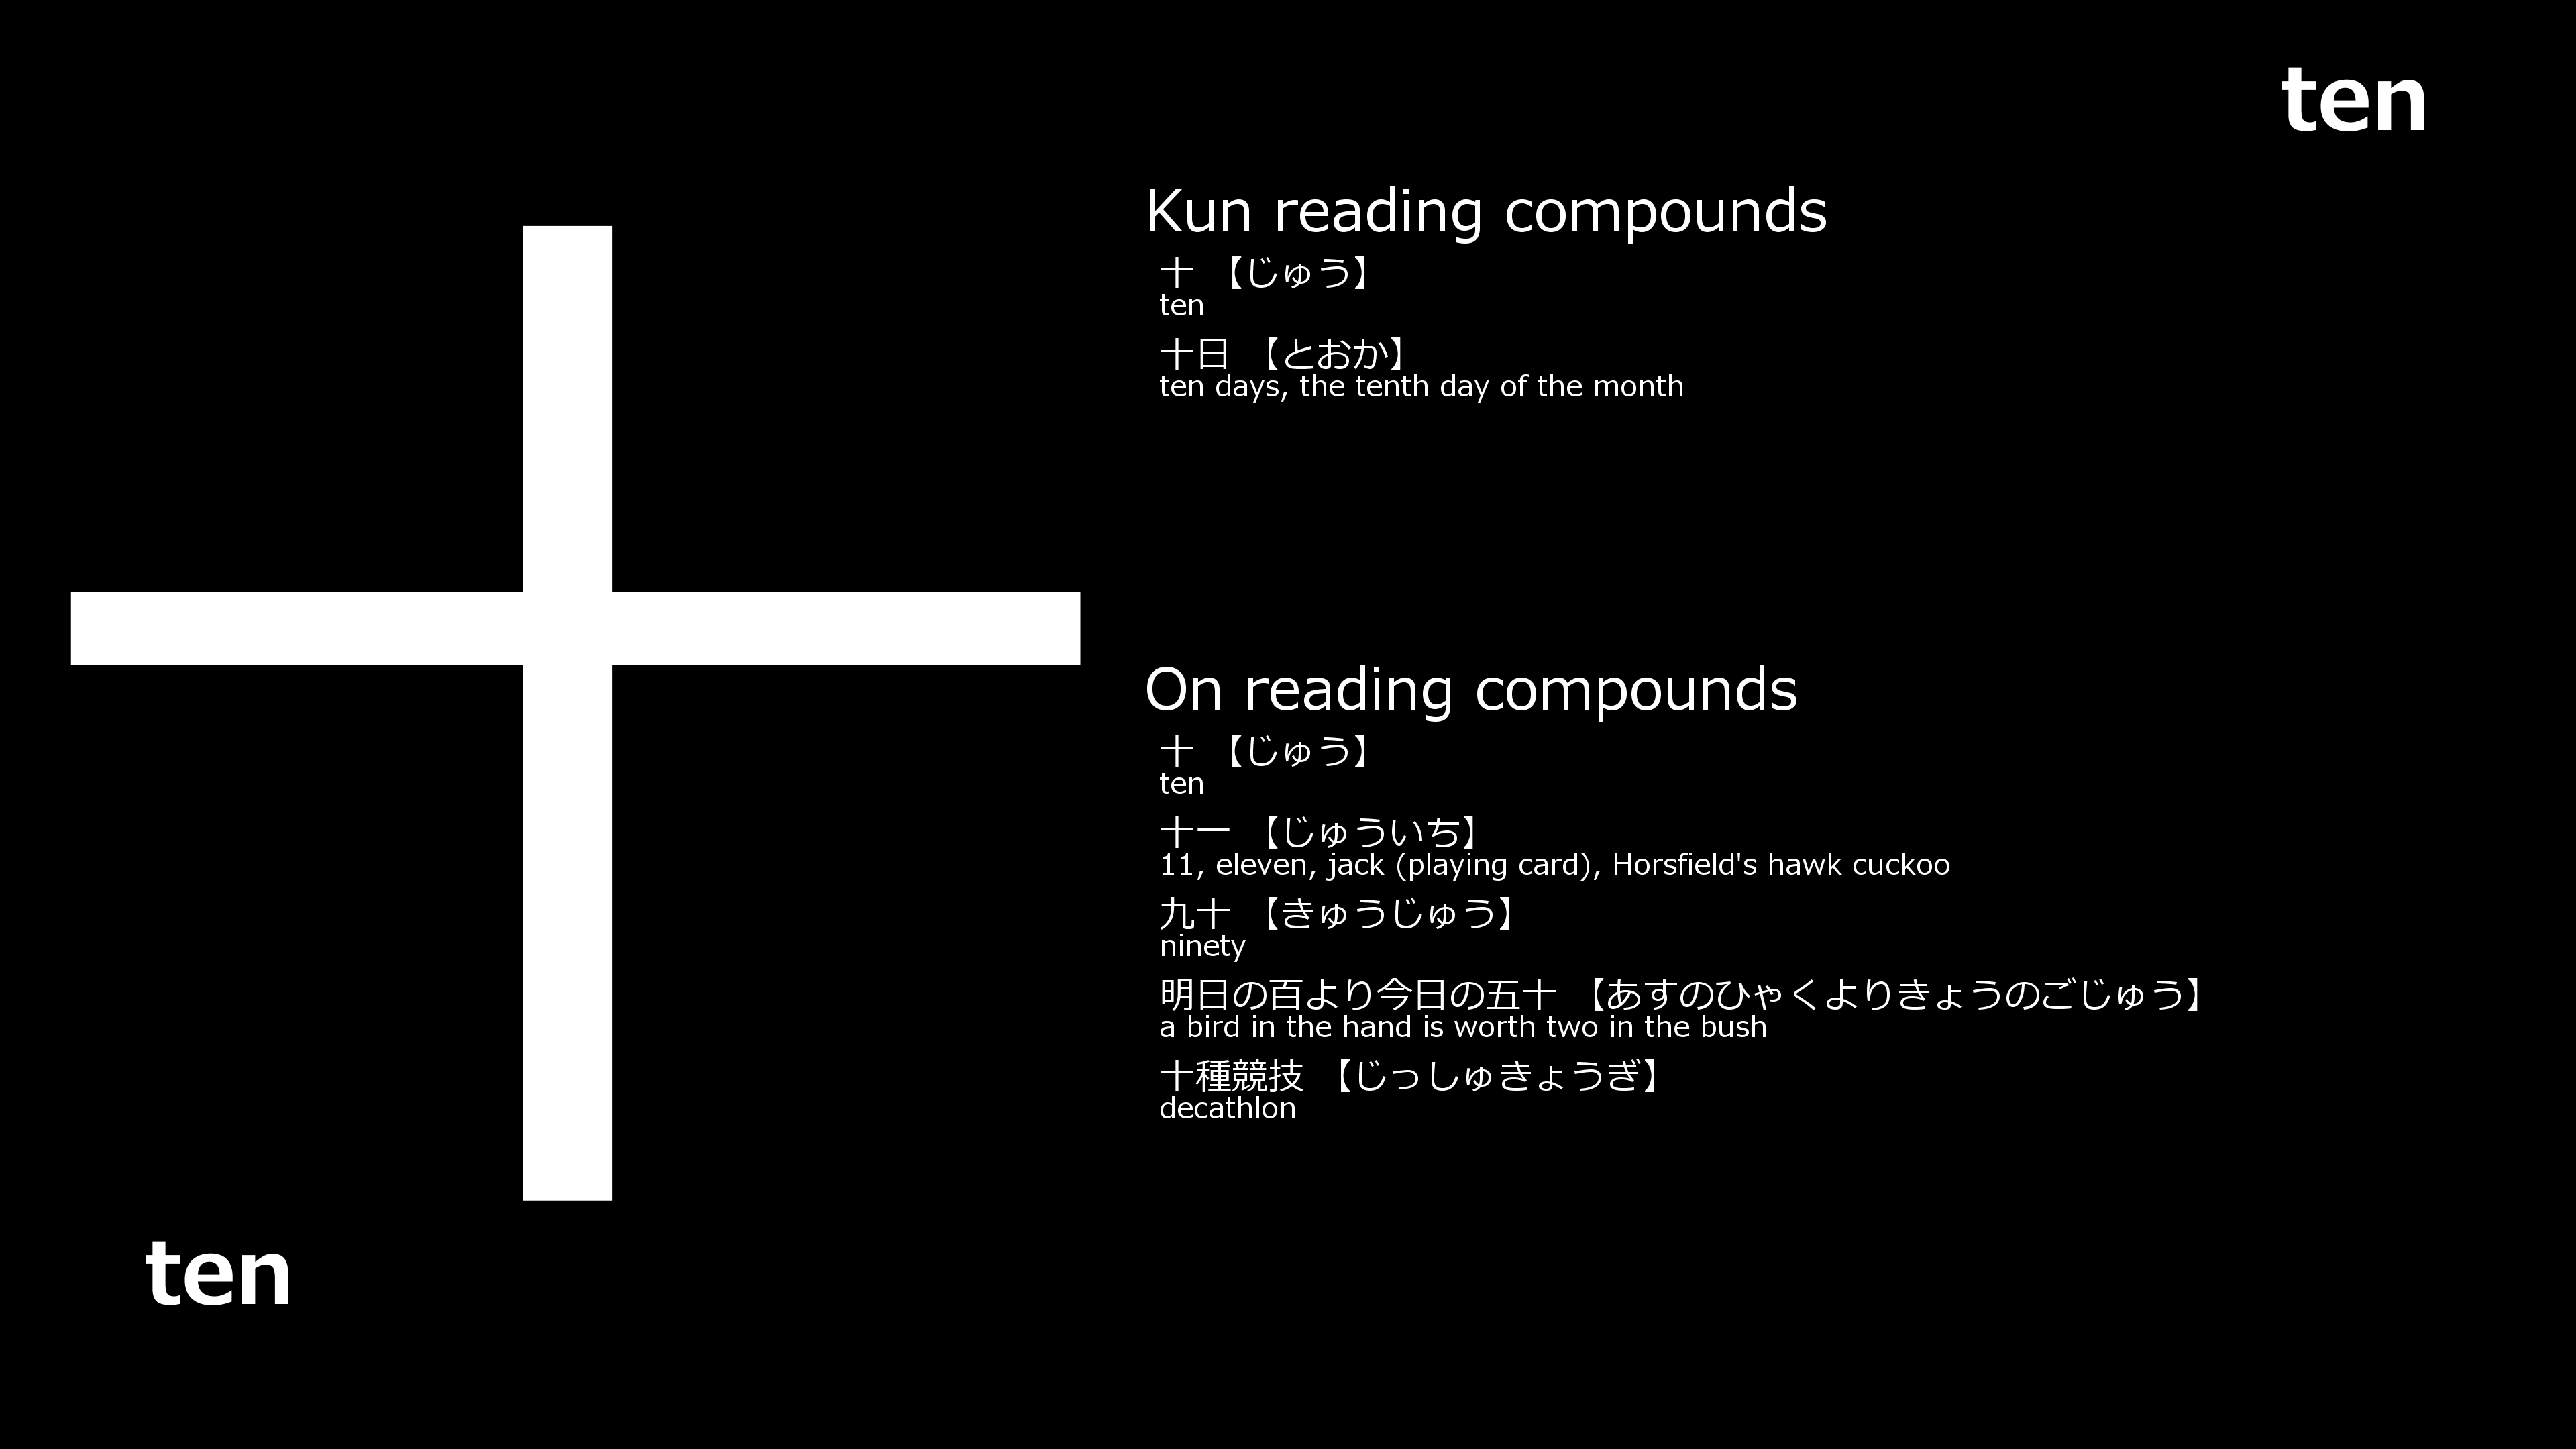 ten
十
Kun reading compounds
十 【じゅう】
ten
十日 【とおか】
ten days, the tenth day of the month
On reading compounds
十 【じゅう】
ten
十一 【じゅういち】
11, eleven, jack (playing card), Horsfield's hawk cuckoo
九十 【きゅうじゅう】
ninety
明日の百より今日の五十 【あすのひゃくよりきょうのごじゅう】
a bird in the hand is worth two in the bush
十種競技 【じっしゅきょうぎ】
decathlon
ten